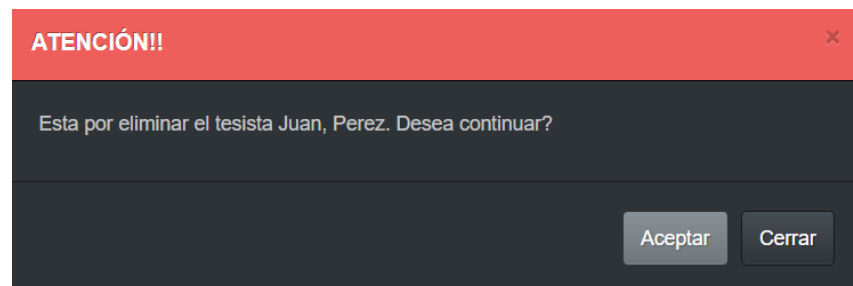 ATENCIÓN!!
×
Esta por eliminar el tesista Juan, Perez. Desea continuar?
Aceptar Cerrar